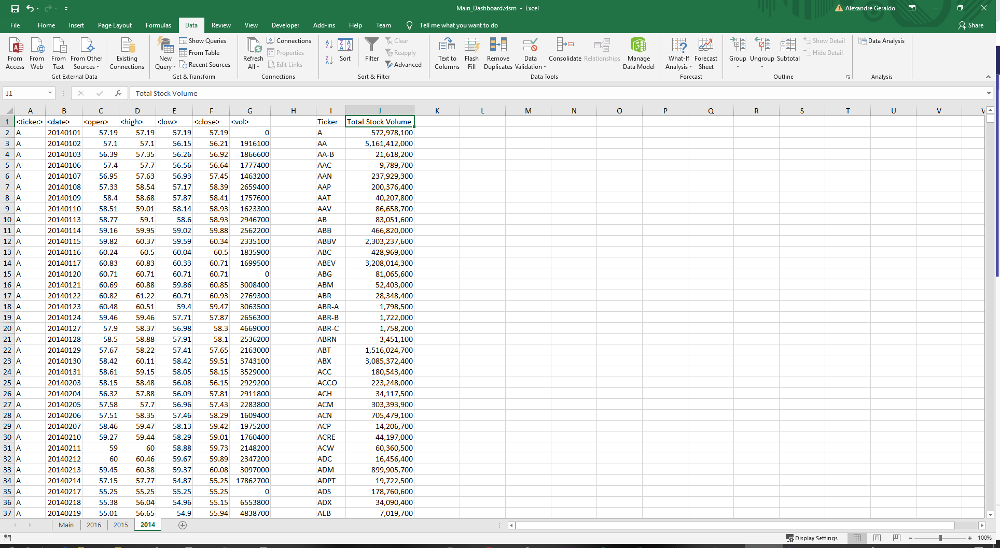 Main_Dashboard.xlsm - Excel
Alexandre Geraldo
File Home Insert Page Layout Formulas Data Review View Developer Add-ins Help Team Tell me what you want to do Share
From Access
From Web
From Text
From Other Sources
Existing Connections
Get External Data
New Query
Show Queries
From Table
Recent Sources
Get & Transform
Refresh All
Connections
Properties
Edit Links
Connections
Sort
Filter
Clear
Reapply
Advanced
Sort & Filter
Text to Columns
Flash Fill
Remove Duplicates
Data Validation
Consolidate
Relationships
Manage Data Model
Data Tools
What-If Analysis
Forecast Sheet
Forecast
Group
Ungroup
Subtotal
Show Detail
Hide Detail
Outline
Data Analysis
Analysis
J1 fx Total Stock Volume
A B C D E F G H I J K L M N O P Q R S T U V
1 <ticker> <date> <open> <high> <low> <close> <vol> Ticker Total Stock Volume
2 A 20140101 57.19 57.19 57.19 57.19 0 A 572,978,100
3 A 20140102 57.1 57.1 56.15 56.21 1916100 AA 5,161,412,000
4 A 20140103 56.39 57.35 56.26 56.92 1866600 AA-B 21,618,200
5 A 20140106 57.4 57.7 56.56 56.64 1777400 AAC 9,789,700
6 A 20140107 56.95 57.63 56.93 57.45 1463200 AAN 237,929,300
7 A 20140108 57.33 58.54 57.17 58.39 2659400 AAP 200,376,400
8 A 20140109 58.4 58.68 57.87 58.41 1757600 AAT 40,207,800
9 A 20140110 58.51 59.01 58.14 58.93 1623300 AAV 86,658,700
10 A 20140113 58.77 59.1 58.6 58.93 2946700 AB 83,051,600
11 A 20140114 59.16 59.95 59.02 59.88 2562200 ABB 466,820,000
12 A 20140115 59.82 60.37 59.59 60.34 2335100 ABBV 2,303,237,600
13 A 20140116 60.24 60.5 60.04 60.5 1835900 ABC 428,969,000
14 A 20140117 60.83 60.83 60.33 60.71 1699500 ABEV 3,208,014,300
15 A 20140120 60.71 60.71 60.71 60.71 0 ABG 81,065,600
16 A 20140121 60.69 60.88 59.86 60.85 3008400 ABM 52,403,000
17 A 20140122 60.82 61.22 60.71 60.93 2769300 ABR 28,348,400
18 A 20140123 60.48 60.51 59.4 59.47 3063500 ABR-A 1,798,500
19 A 20140124 59.46 59.46 57.71 57.87 2656300 ABR-B 1,722,000
20 A 20140127 57.9 58.37 56.98 58.3 4669000 ABR-C 1,758,200
21 A 20140128 58.5 58.88 57.91 58.1 2536200 ABRN 3,451,100
22 A 20140129 57.67 58.22 57.41 57.65 2163000 ABT 1,516,024,700
23 A 20140130 58.42 60.11 58.42 59.51 3743100 ABX 3,085,372,400
24 A 20140131 58.61 59.15 58.05 58.15 3529000 ACC 180,543,400
25 A 20140203 58.15 58.48 56.08 56.15 2929200 ACCO 223,248,000
26 A 20140204 56.32 57.88 56.09 57.81 2911800 ACH 34,117,500
27 A 20140205 57.58 57.7 56.96 57.43 2283800 ACM 303,393,900
28 A 20140206 57.51 58.35 57.46 58.29 1609400 ACN 705,479,100
29 A 20140207 58.46 59.47 58.13 59.42 1975200 ACP 14,206,700
30 A 20140210 59.27 59.44 58.29 59.01 1760400 ACRE 44,197,000
31 A 20140211 59 60 58.88 59.73 2148200 ACW 60,360,500
32 A 20140212 60 60.46 59.67 59.89 2347200 ADC 16,456,400
33 A 20140213 59.45 60.38 59.37 60.08 3097000 ADM 899,905,700
34 A 20140214 57.15 57.77 54.87 55.25 17862700 ADPT 19,722,500
35 A 20140217 55.25 55.25 55.25 55.25 0 ADS 178,760,600
36 A 20140218 55.38 56.04 54.96 55.15 6553800 ADX 34,090,400
37 A 20140219 55.01 56.65 54.9 55.94 4838700 AEB 7,019,700
Main 2016 2015 2014
Display Settings 100%